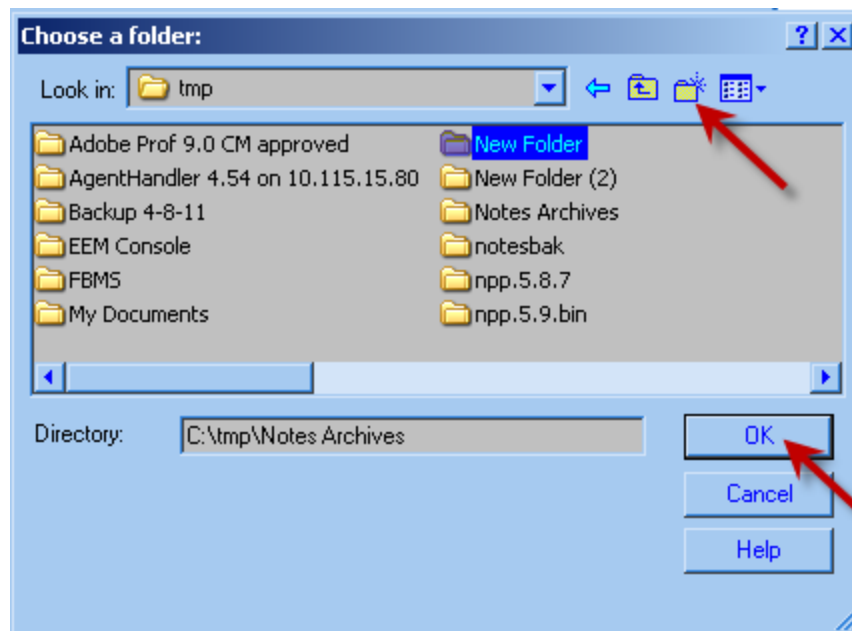 Choose a folder:
Look in: tmp
Adobe Prof 9.0 CM approved
AgentHandler 4.54 on 10.115.15.80
Backup 4-8-11
EEM Console
FBMS
My Documents
New Folder
New Folder (2)
Notes Archives
notesbak
npp.5.8.7
npp.5.9.bin
Directory: C:\tmp\Notes Archives
OK
Cancel
Help